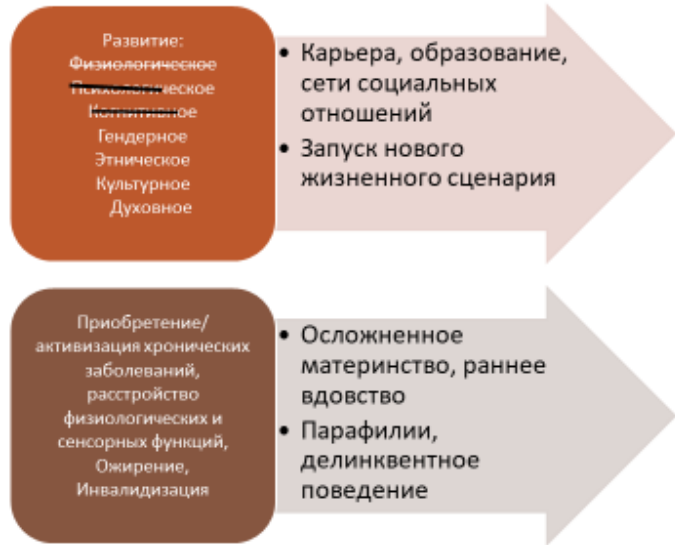 Развитие:
Физиологическое
Психологическое
Когнитивное
Гендерное
Этническое
Культурное
Духовное
• Карьера, образование,
сети социальных
отношений
• Запуск нового
жизненного сценария
Приобретение/
активизация хронических
заболеваний,
расстройство
физиологических и
сенсорных функций,
Ожирение,
Инвалидизация
• Осложненное
материнство, раннее
вдовство
• Парафилии,
делинквентное
поведение